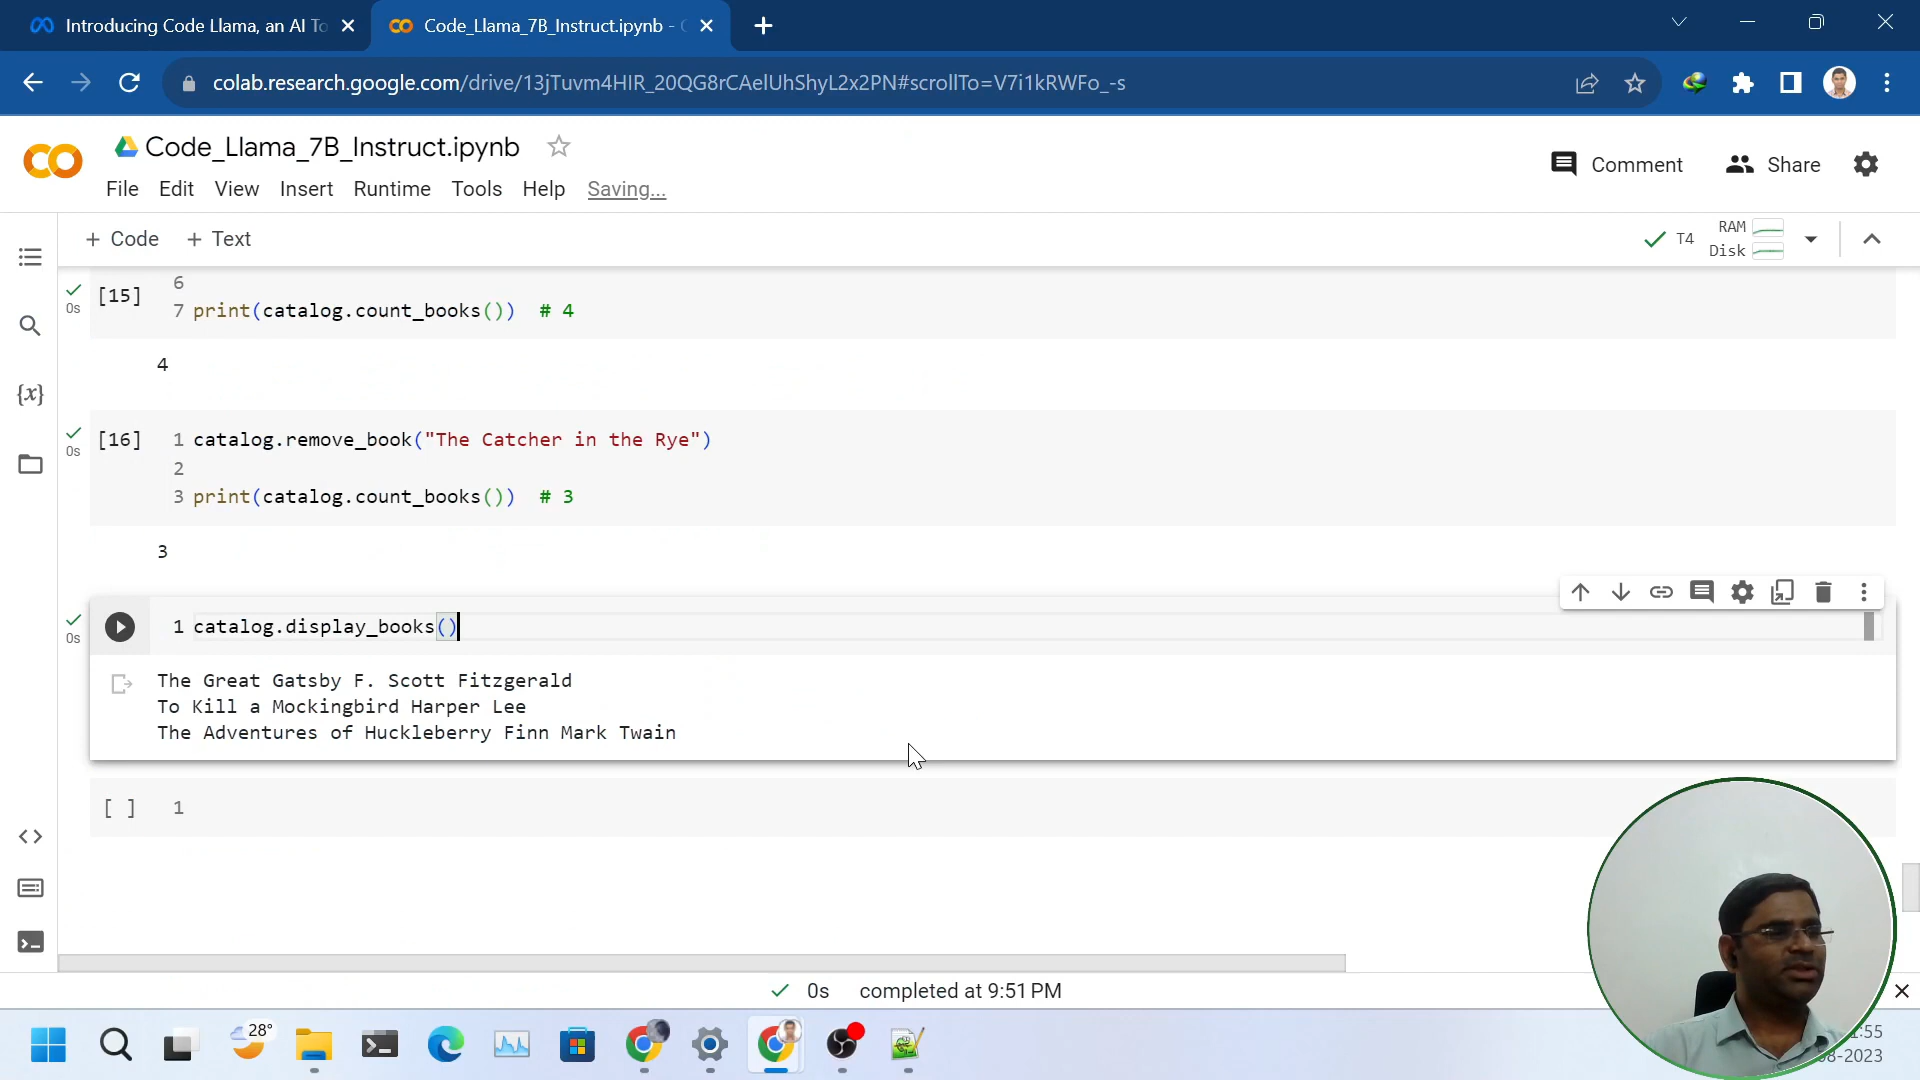 Introducing Code Llama, an AI To
Code_Llama_7B_Instruct.ipynb -
colab.research.google.com/drive/13jTuvm4HIR_20QG8rCAelUhShyL2x2PN#scrollTo=V7i1kRWFo_-s
Code_Llama_7B_Instruct.ipynb
Comment
Share
File Edit View Insert Runtime Tools Help Saving...
+ Code + Text
T4
RAM
Disk
6
[15]
0s
7 print(catalog.count_books()) # 4
4
[16]
0s
1 catalog.remove_book("The Catcher in the Rye")
2
3 print(catalog.count_books()) # 3
3
{x}
0s
1 catalog.display_books()
The Great Gatsby F. Scott Fitzgerald
To Kill a Mockingbird Harper Lee
The Adventures of Huckleberry Finn Mark Twain
[ ] 1
0s completed at 9:51 PM
28°
:55
8-2023